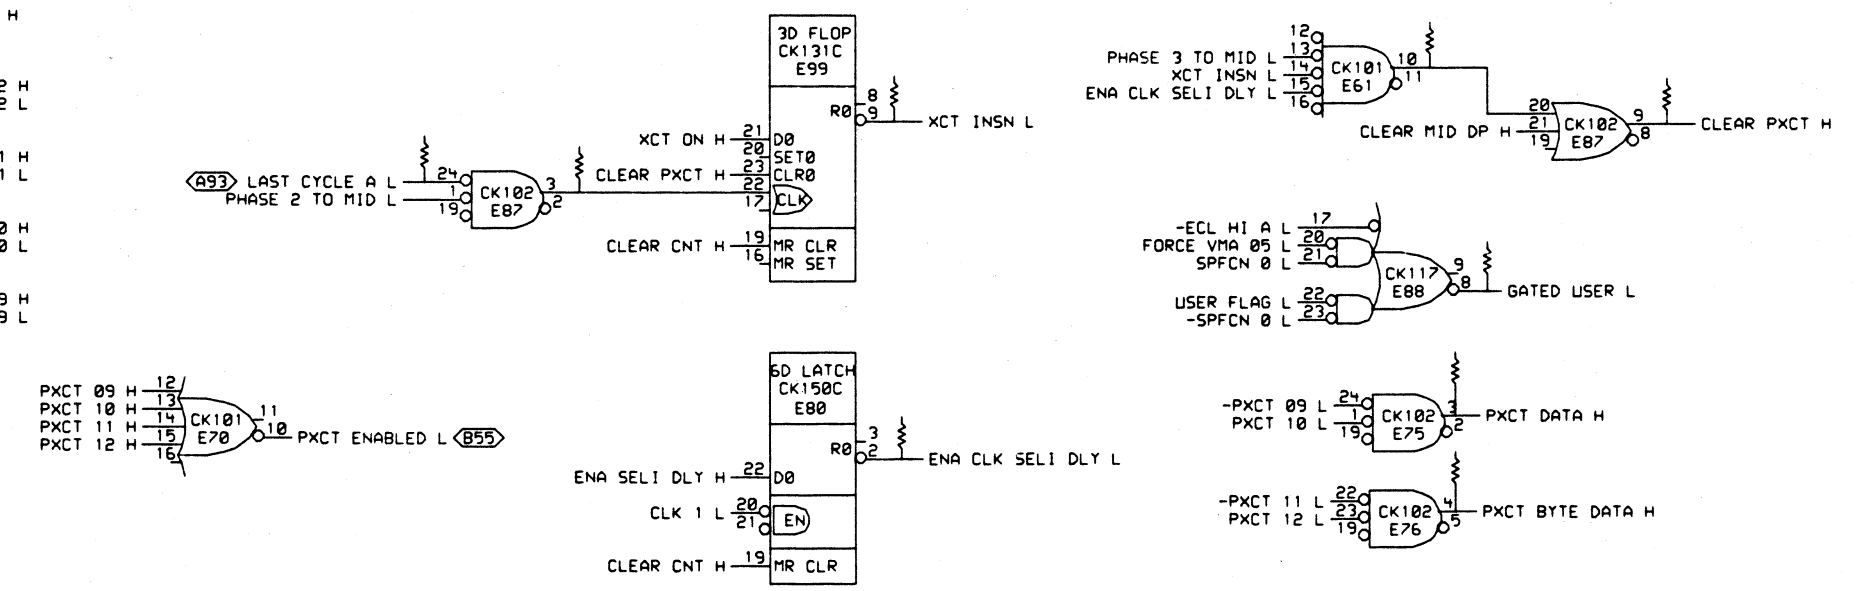 H
2 H
2 L
1 H
1 L
0 H
0 L
9 H
9 L
3D FLOP
CK131C
E99
R0
8
9
XCT INSN L
XCT ON H
21
D0
20
SET0
CLEAR PXCT H
23
CLR0
22
17
CLK
CLEAR CNT H
19
MR CLR
16
MR SET
A93
LAST CYCLE A L
24
PHASE 2 TO MID L
1
19
CK102
E87
3
2
12
PHASE 3 TO MID L
13
XCT INSN L
14
ENA CLK SELI DLY L
15
16
CK101
E61
10
11
20
CLEAR MID DP H
21
19
CK102
E87
9
8
CLEAR PXCT H
-ECL HI A L
17
FORCE VMA 05 L
20
SPFCN 0 L
21
USER FLAG L
22
-SPFCN 0 L
23
CK117
E88
9
8
GATED USER L
PXCT 09 H
12
PXCT 10 H
13
PXCT 11 H
14
PXCT 12 H
15
16
CK101
E70
11
10
PXCT ENABLED L
B55
6D LATCH
CK150C
E80
R0
3
2
ENA CLK SELI DLY L
ENA SELI DLY H
22
D0
CLK 1 L
20
21
EN
CLEAR CNT H
19
MR CLR
-PXCT 09 L
24
PXCT 10 L
1
19
CK102
E75
3
2
PXCT DATA H
-PXCT 11 L
22
PXCT 12 L
23
19
CK102
E76
4
5
PXCT BYTE DATA H